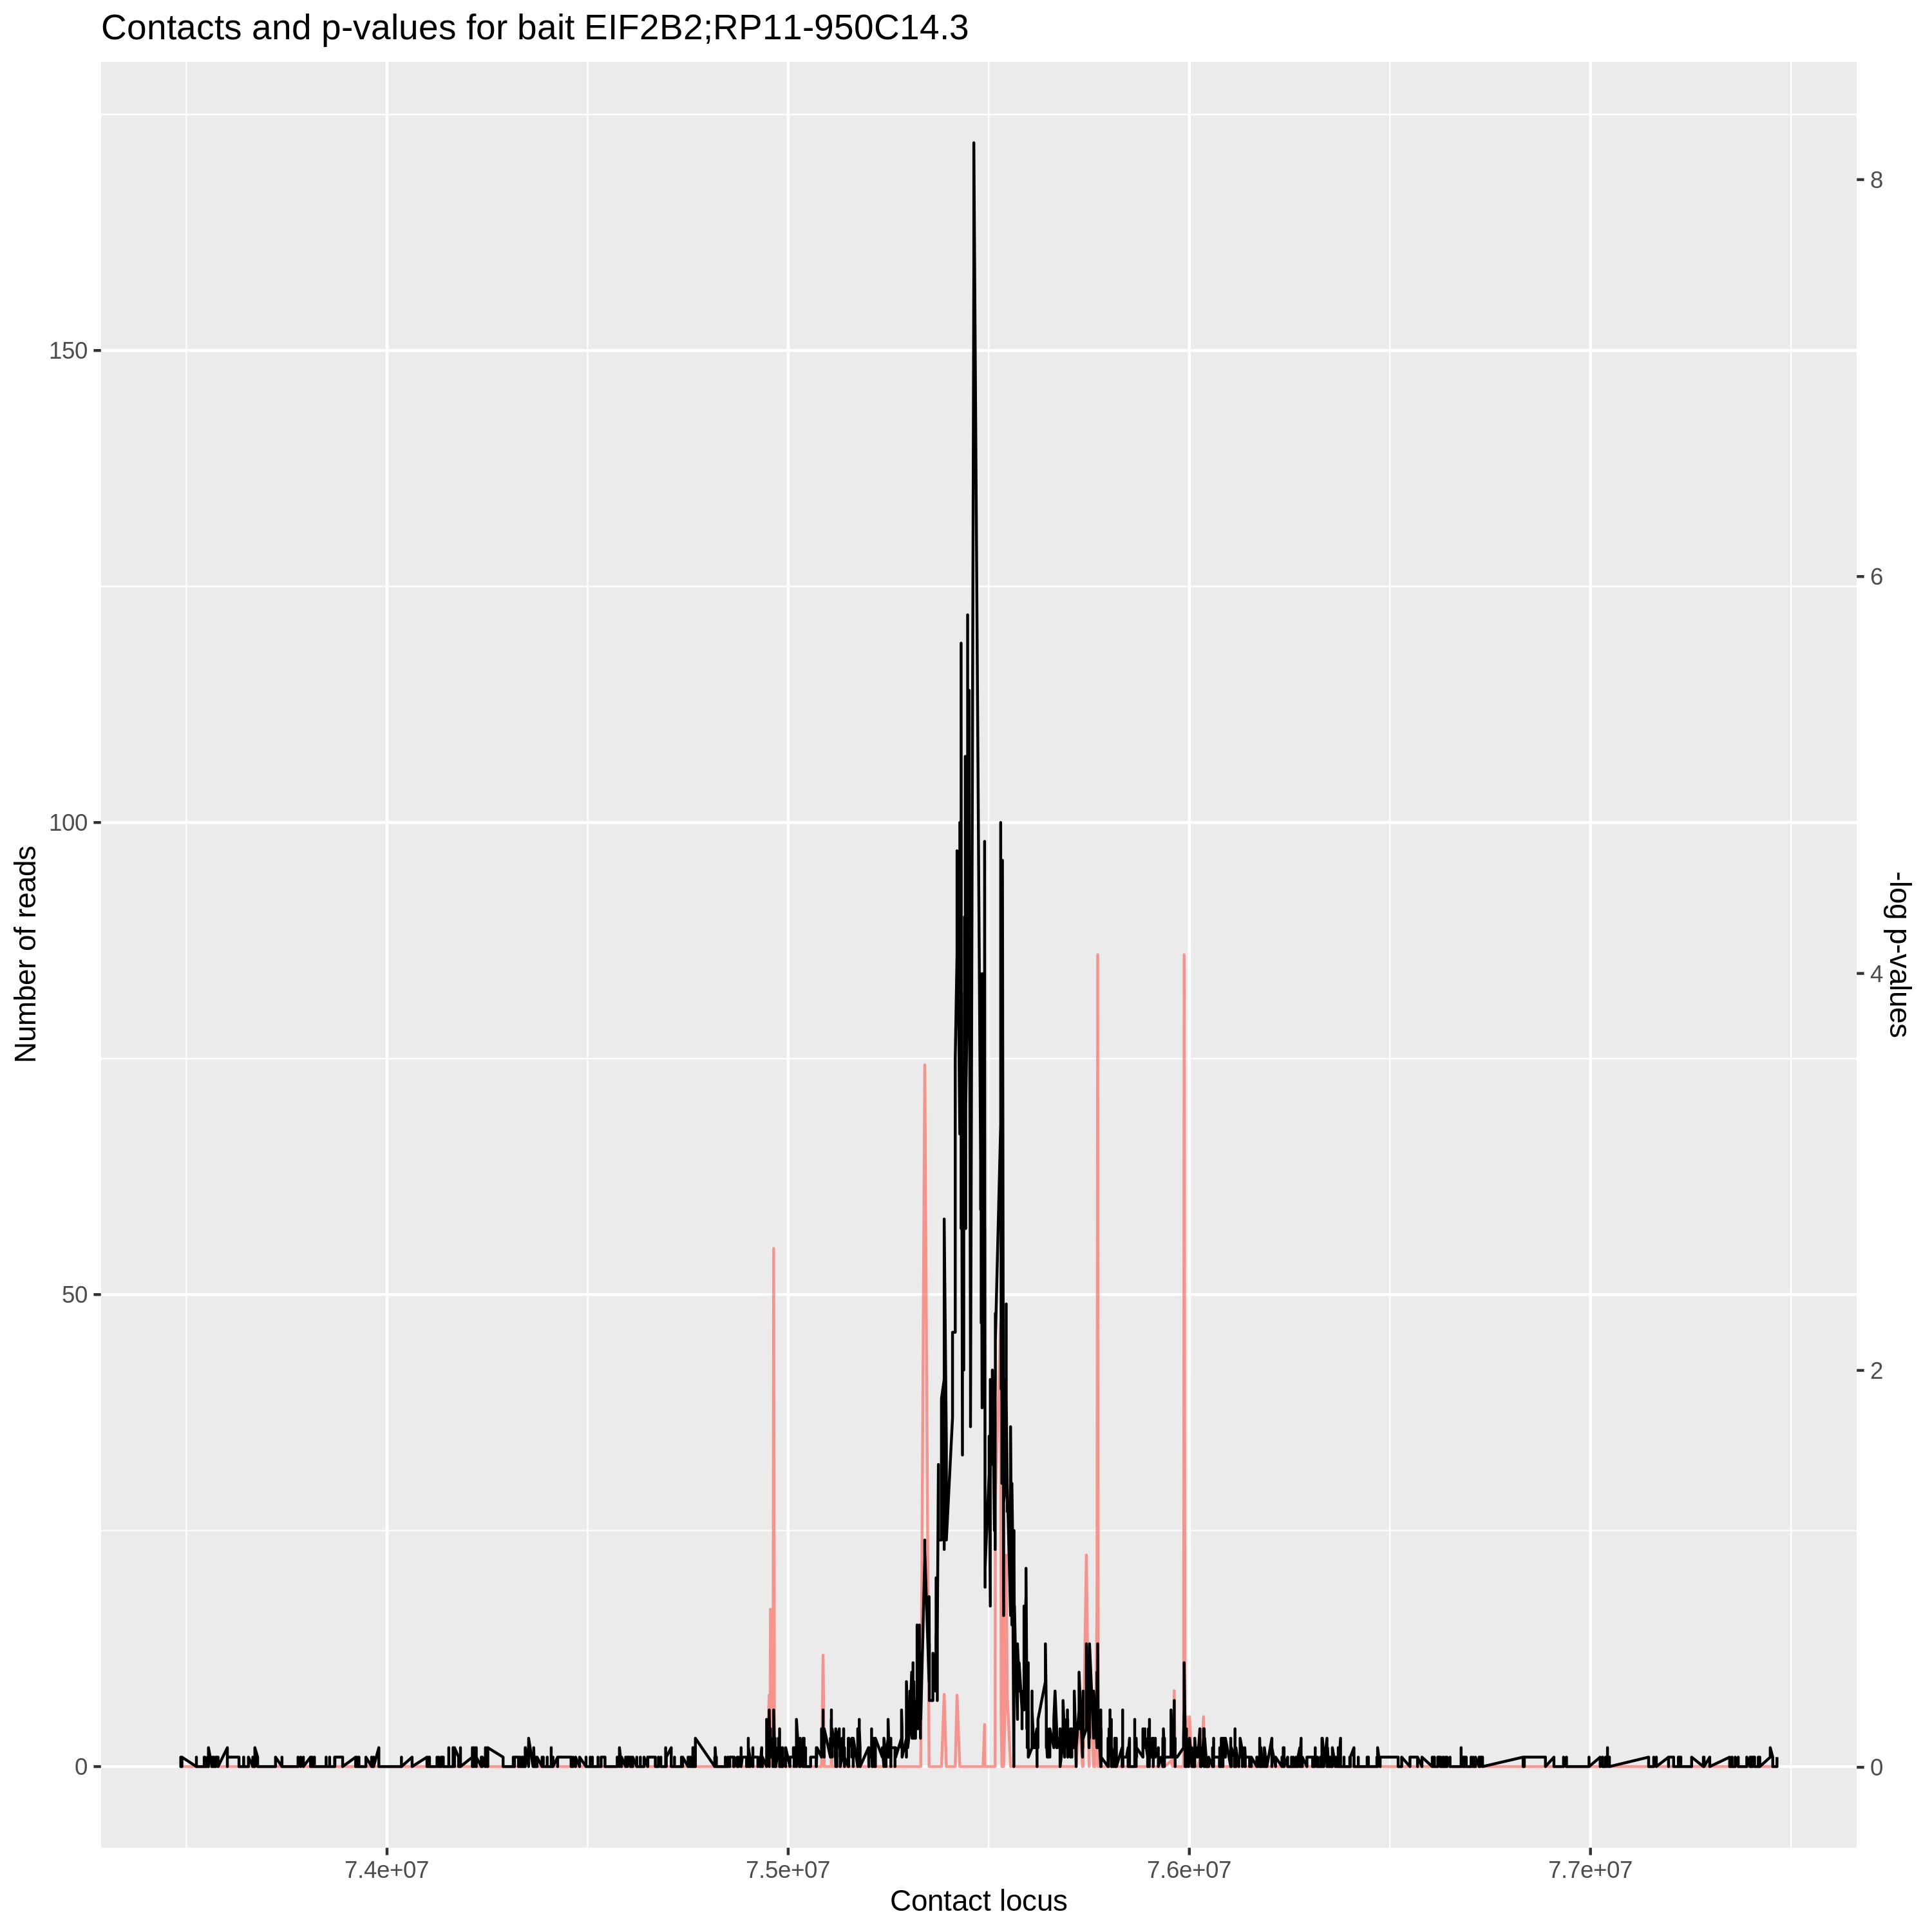 Contacts and p-values for bait EIF2B2;RP11-950C14.3
Number of reads
150
100
50
0
8
6
4
2
0
-log p-values
7.4e+07 7.5e+07 7.6e+07 7.7e+07
Contact locus